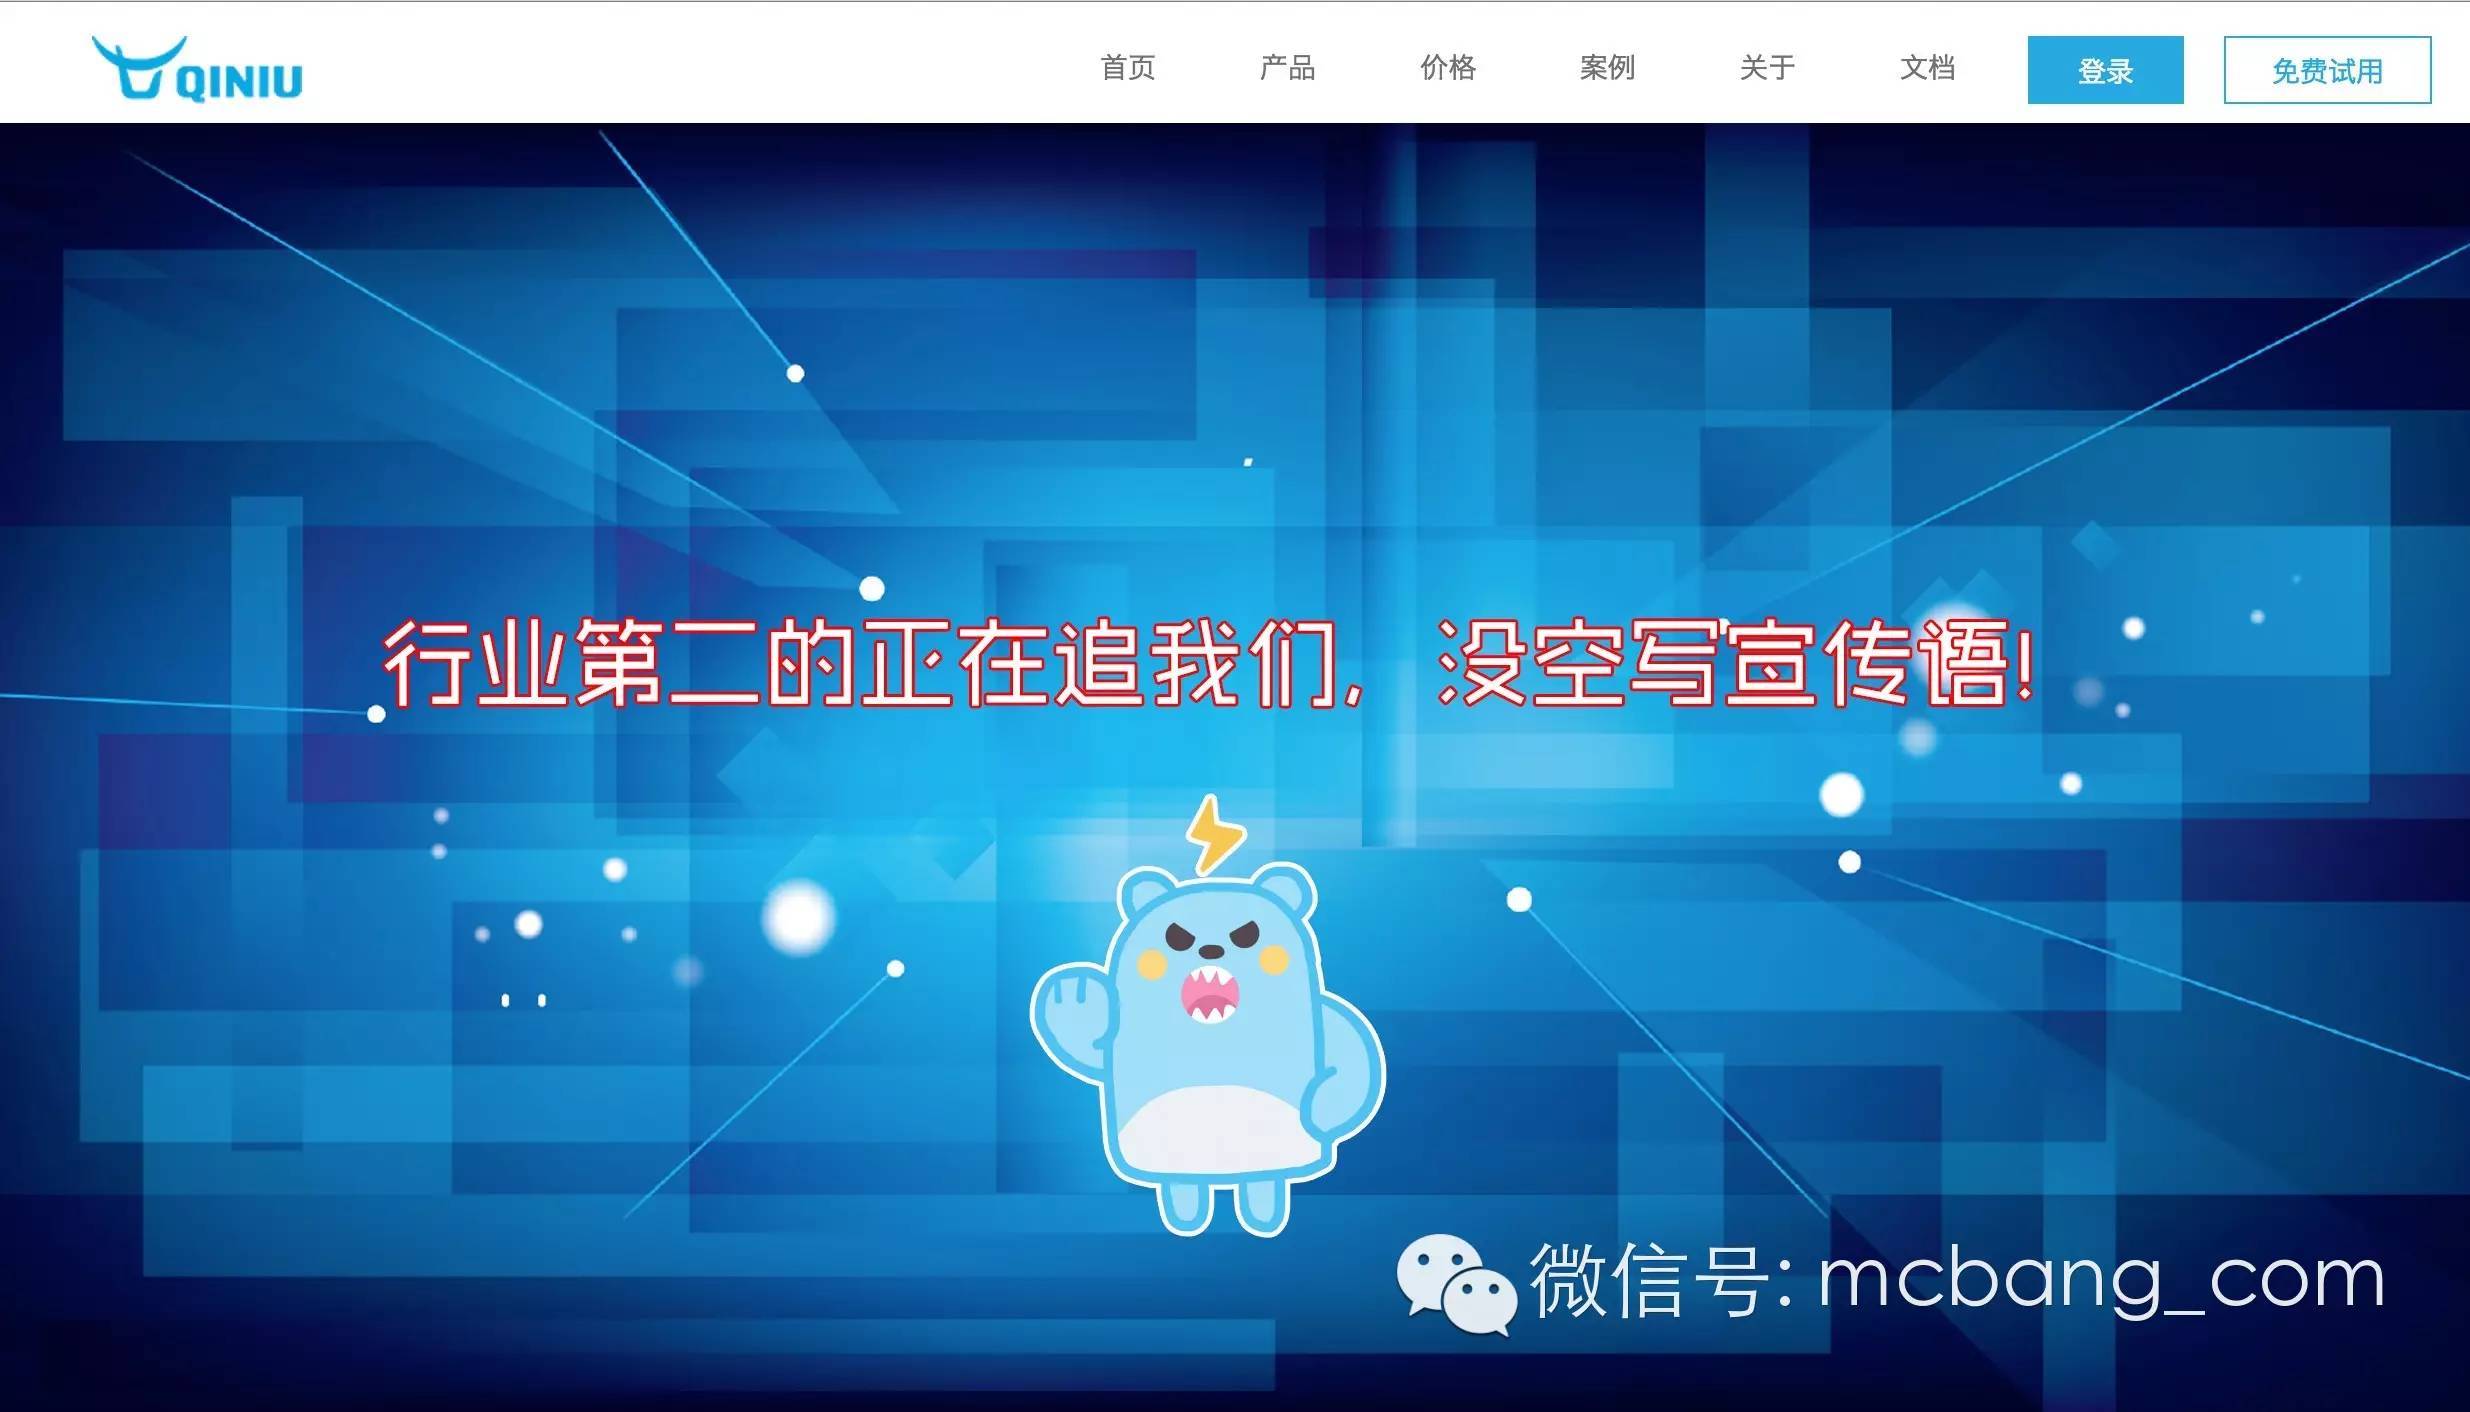 QINIU
首页 产品 价格 案例 关于 文档 登录 免费试用
行业第二的正在追我们，没空写宣传语!
微信号: mcbang_com